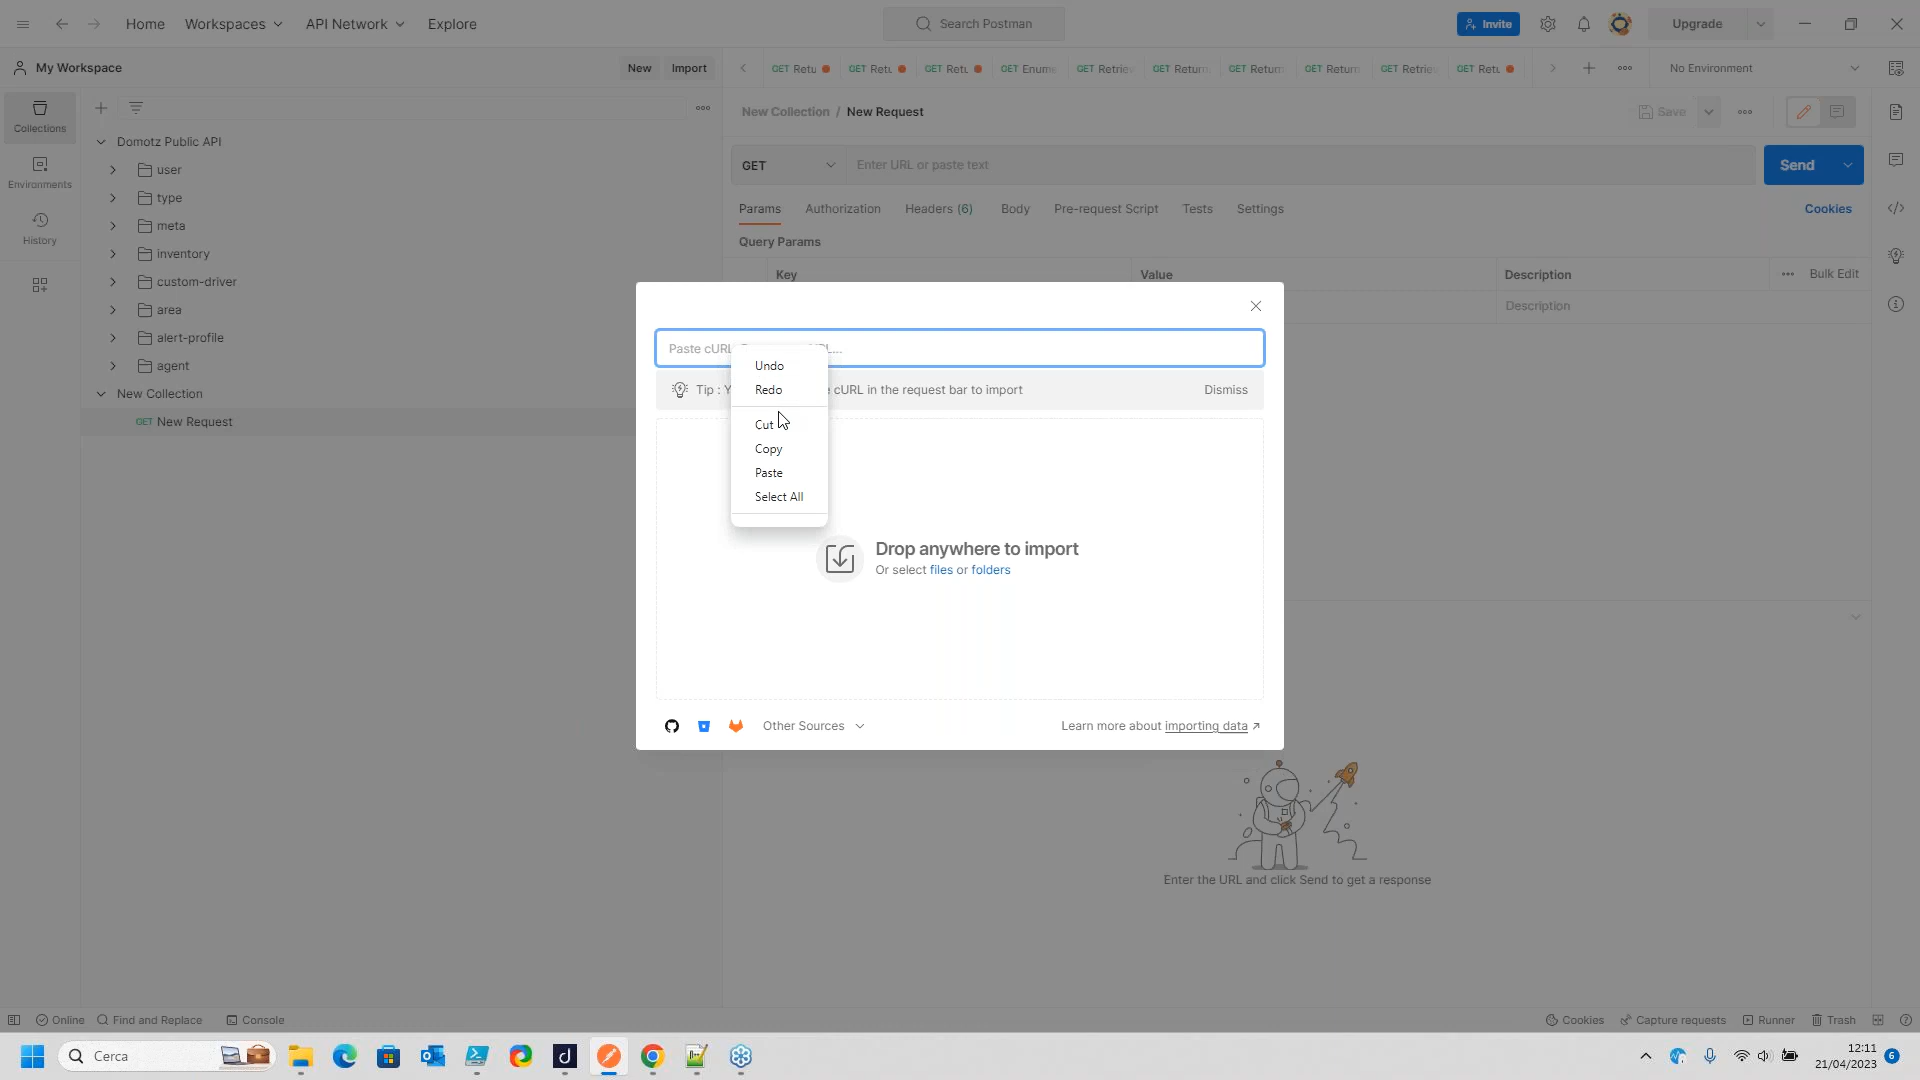 Home Workspaces API Network Explore Search Postman Invite Upgrade
My Workspace New Import GET Retu GET Retu GET Retu GET Enume GET Retrie GET Return GET Return GET Return GET Retrie GET Retu No Environment
Collections
Environments
History
Domotz Public API
user
type
meta
inventory
custom-driver
area
alert-profile
agent
New Collection
GET New Request
New Collection / New Request Save
GET Enter URL or paste text Send
Params Authorization Headers (6) Body Pre-request Script Tests Settings Cookies
Query Params
Key Value Description Bulk Edit
Description
Paste cURL
Tip : Y cURL in the request bar to import Dismiss
Undo
Redo
Cut
Copy
Paste
Select All
Drop anywhere to import
Or select files or folders
Other Sources Learn more about importing data
Enter the URL and click Send to get a response
Online Find and Replace Console Cookies Capture requests Runner Trash
Cerca
12:11
21/04/2023 6